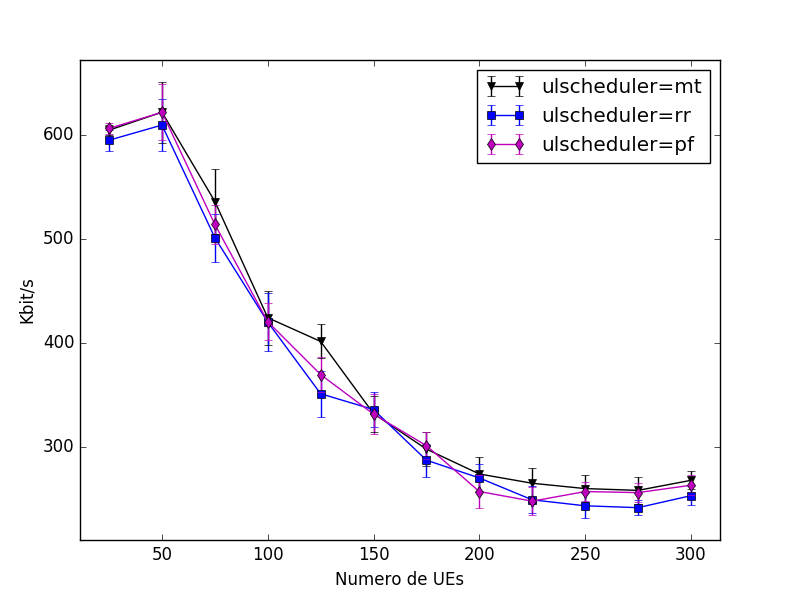 ulscheduler=mt
ulscheduler=rr
ulscheduler=pf
600
500
400
300
Kbit/s
50 100 150 200 250 300
Numero de UEs